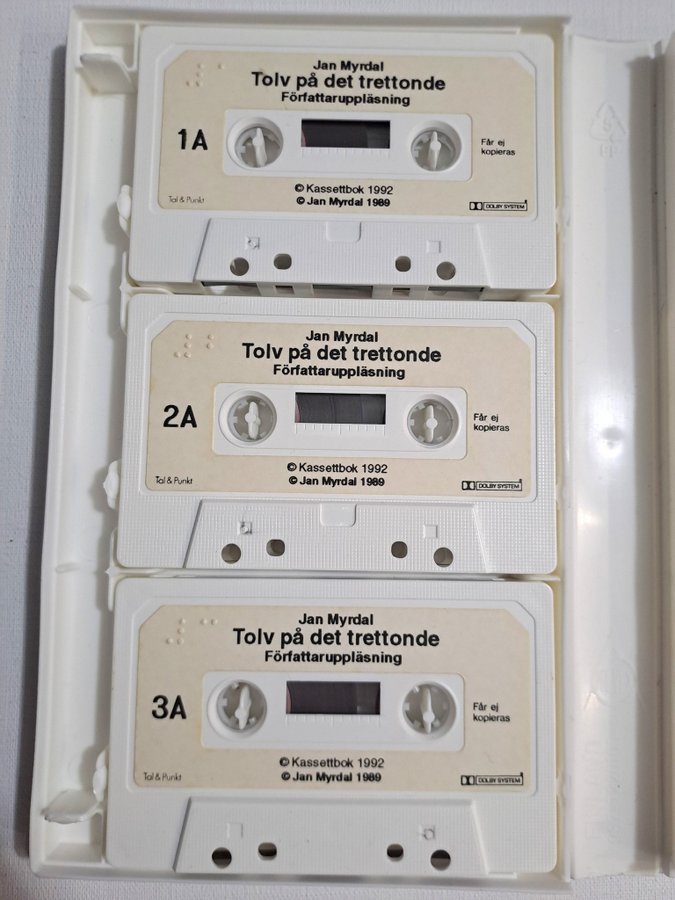 Jan Myrdal
Tolv på det trettonde
Författaruppläsning
1A
Får ej
kopieras
© Kassettbok 1992
© Jan Myrdal 1989
Tal & Punkt
DOLBY SYSTEM
Jan Myrdal
Tolv på det trettonde
Författaruppläsning
2A
Får ej
kopieras
© Kassettbok 1992
© Jan Myrdal 1989
Tal & Punkt
DOLBY SYSTEM
Jan Myrdal
Tolv på det trettonde
Författaruppläsning
3A
Får ej
kopieras
© Kassettbok 1992
© Jan Myrdal 1989
Tal & Punkt
DOLBY SYSTEM